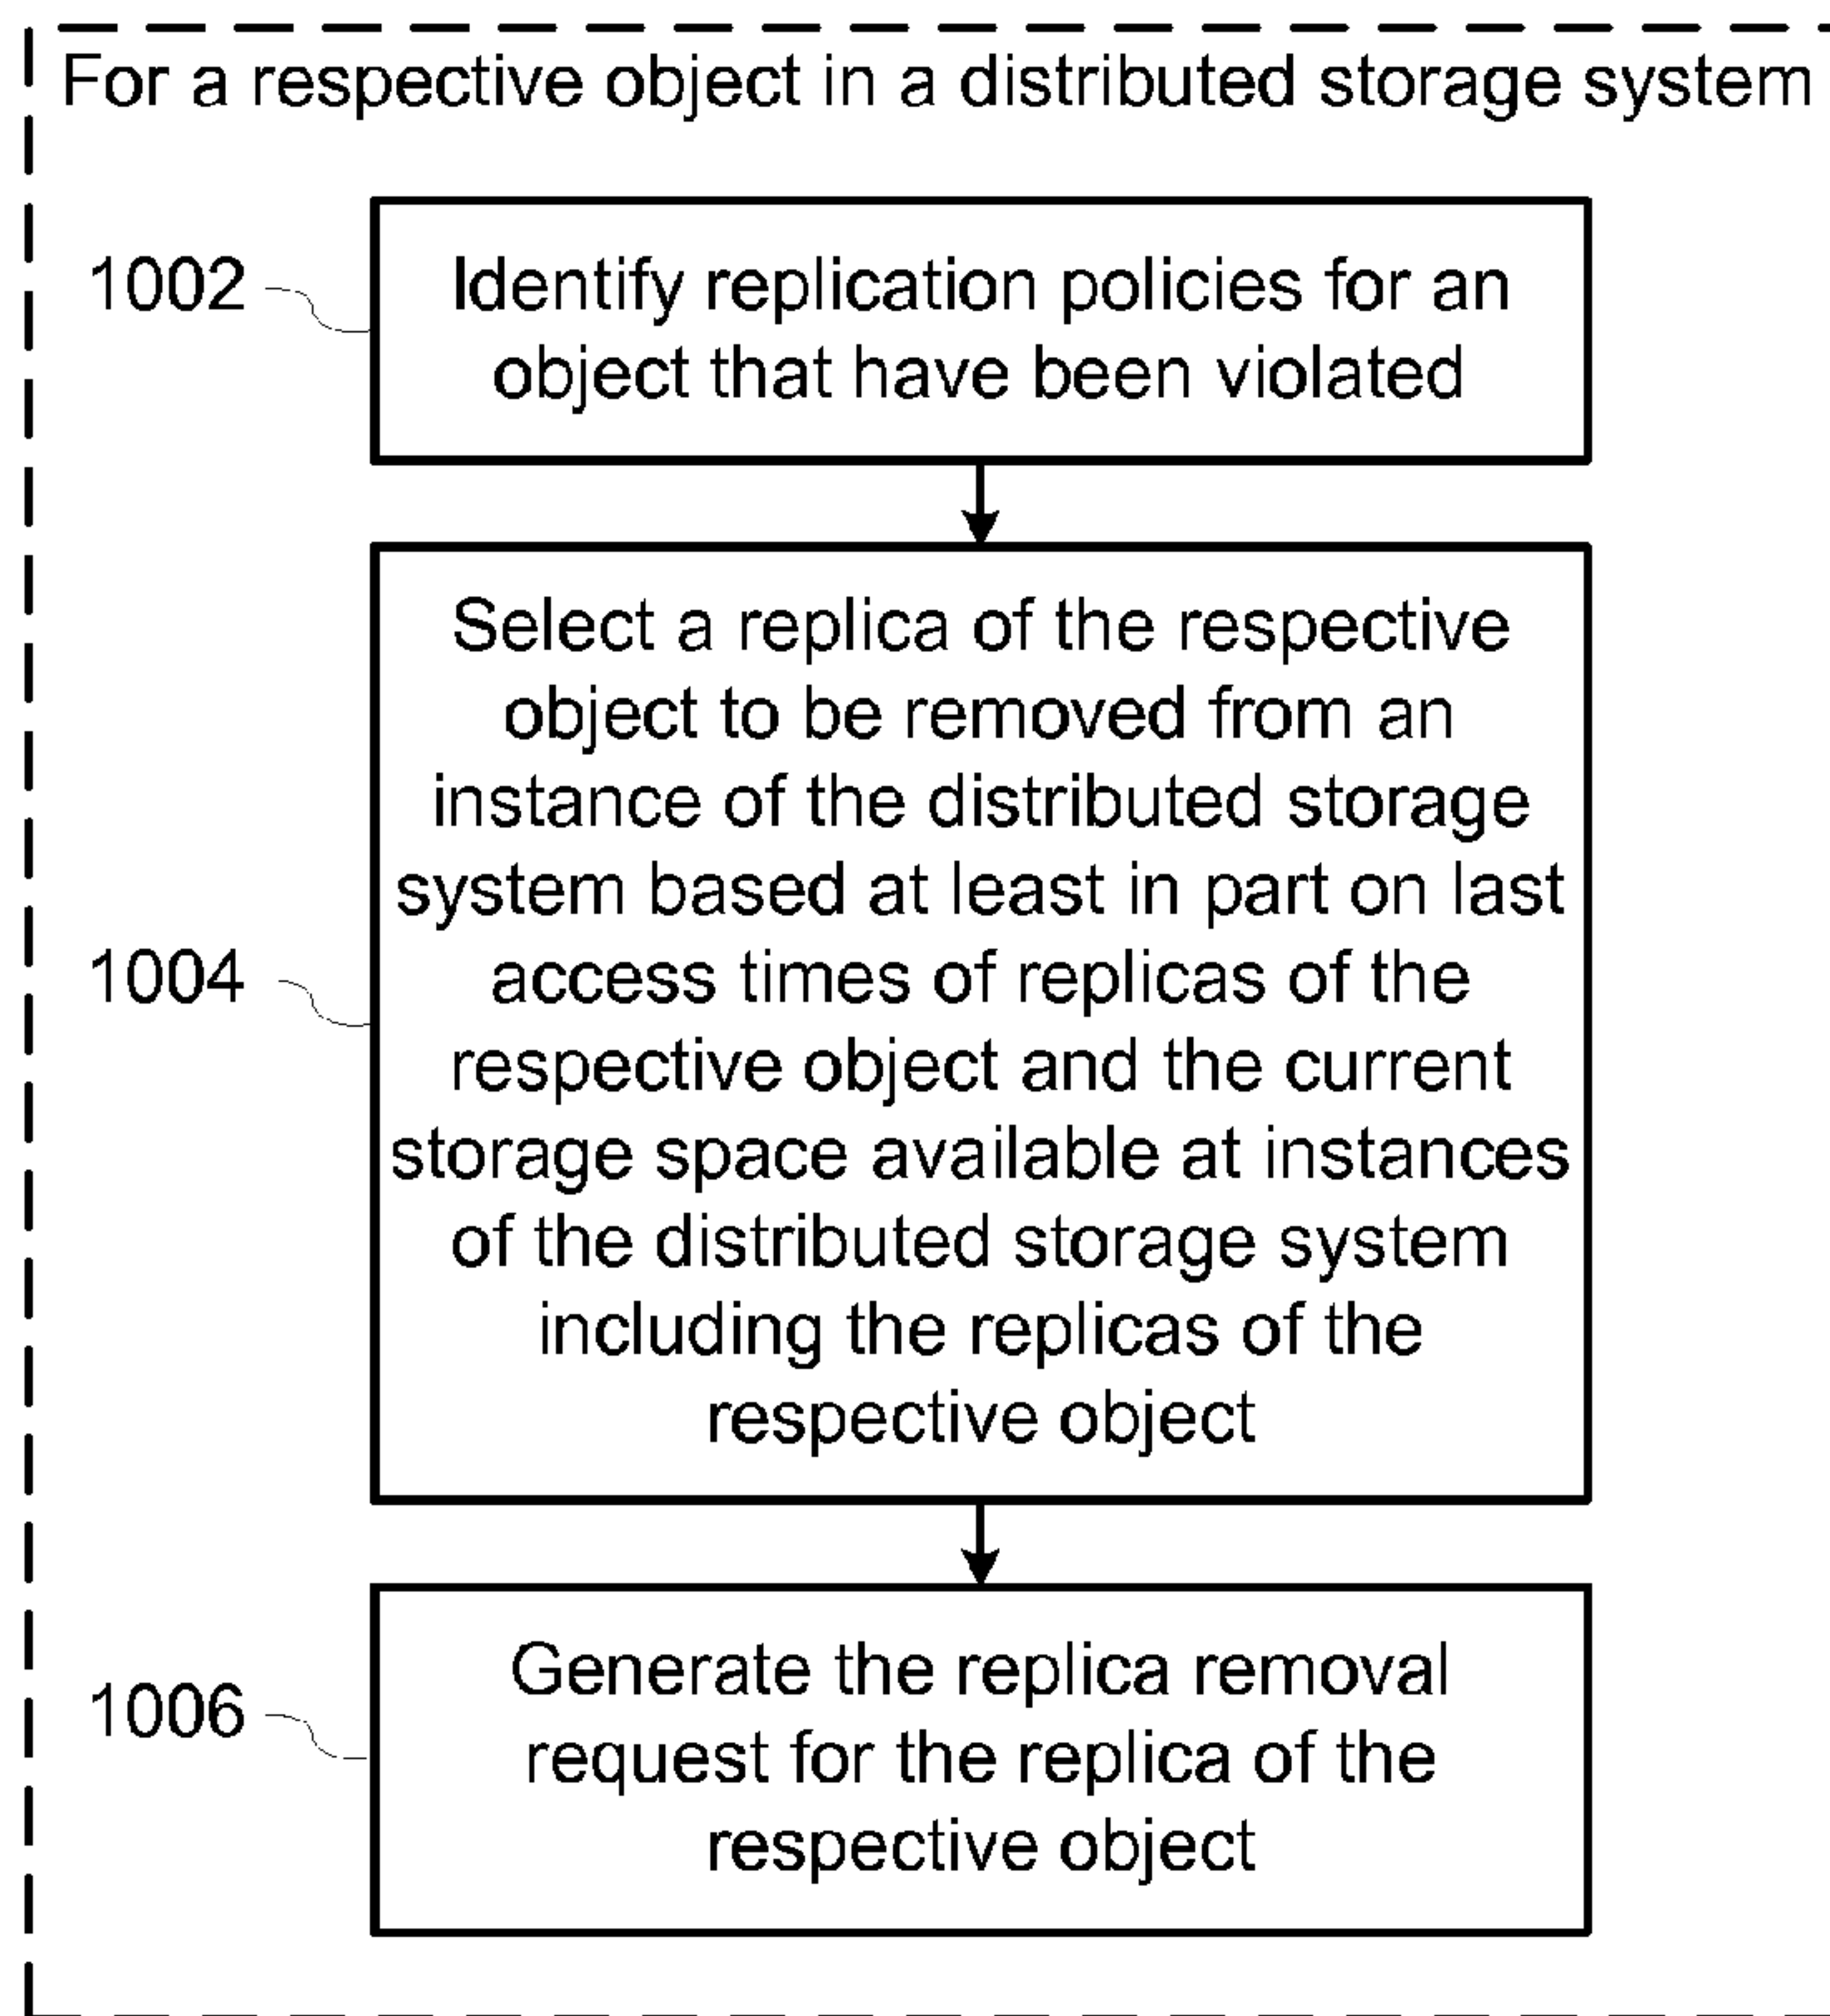 For a respective object in a distributed storage system
1002
Identify replication policies for an
object that have been violated
1004
Select a replica of the respective
object to be removed from an
instance of the distributed storage
system based at least in part on last
access times of replicas of the
respective object and the current
storage space available at instances
of the distributed storage system
including the replicas of the
respective object
1006
Generate the replica removal
request for the replica of the
respective object